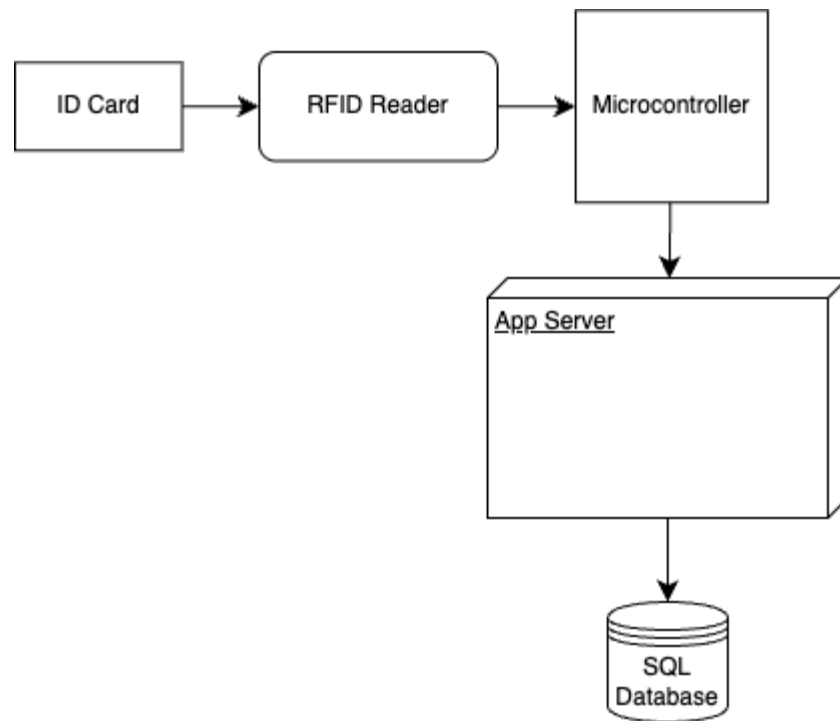 ID Card
RFID Reader
Microcontroller
App Server
SQL
Database